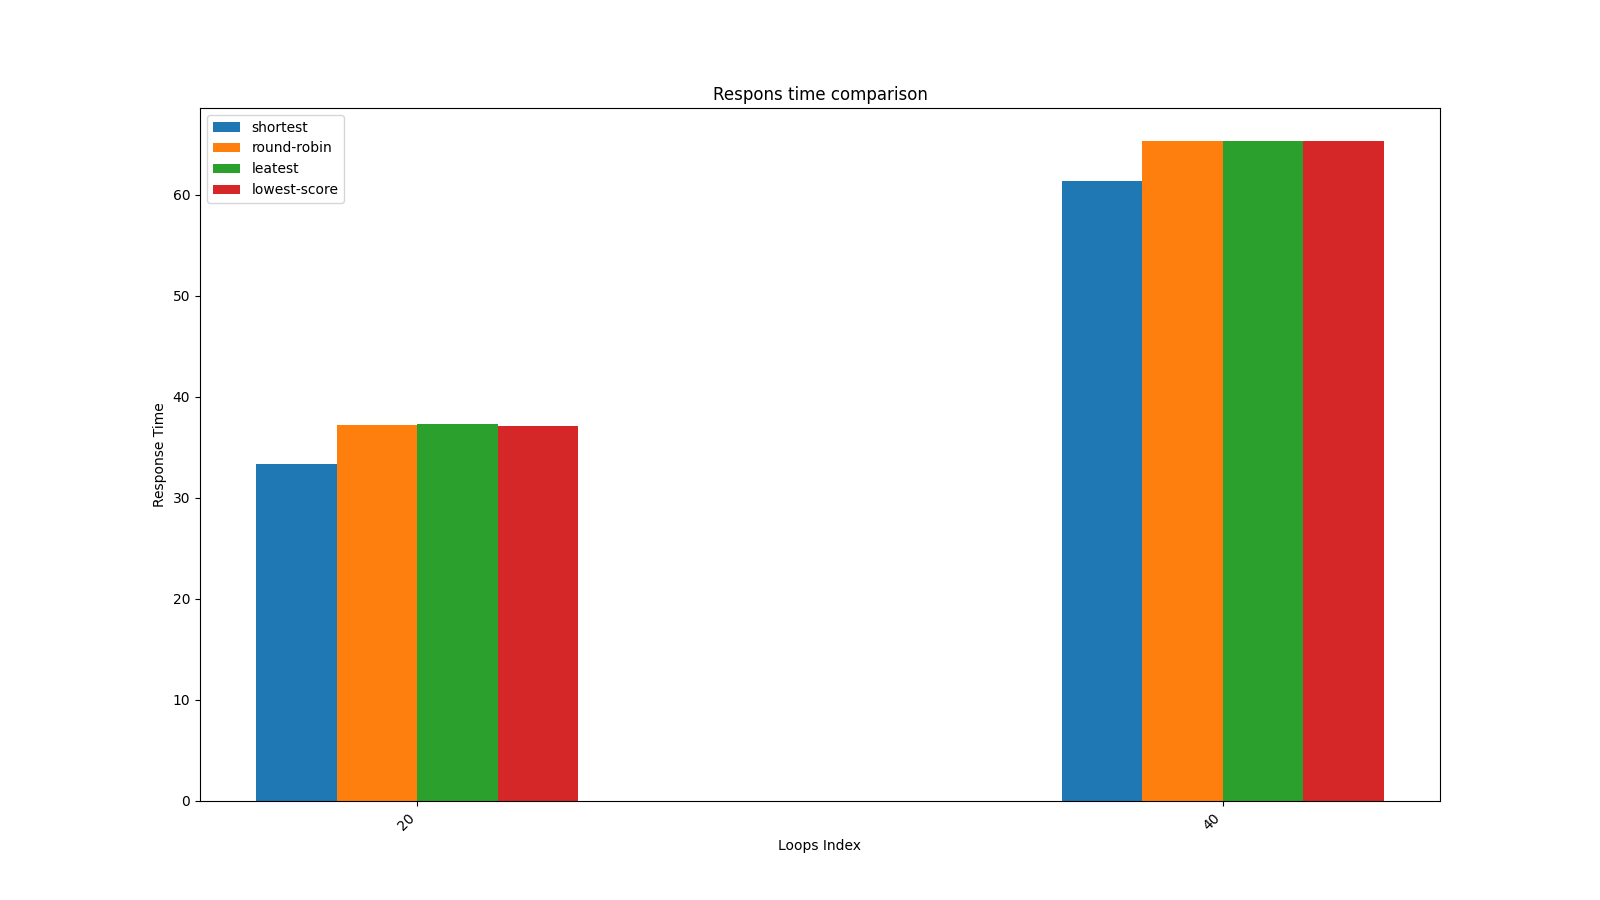 Respons time comparison
shortest
round-robin
leatest
lowest-score
60
50
40
30
20
10
0
Response Time
20
40
Loops Index